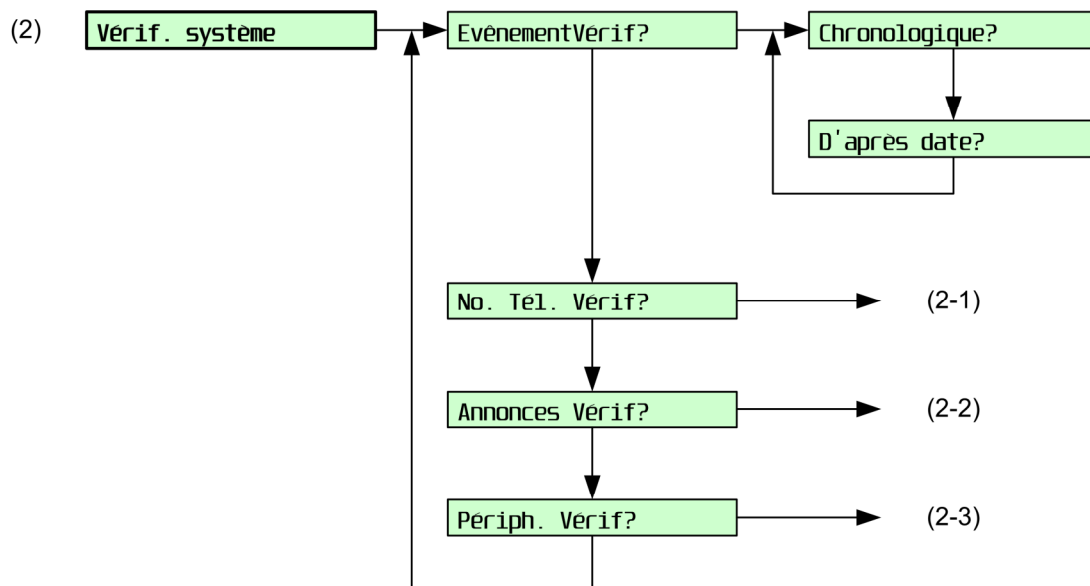 (2) Vérif. système EvênementVérif? Chronologique?
D'après date?
No. Tél. Vérif? (2-1)
Annonces Vérif? (2-2)
Périph. Vérif? (2-3)